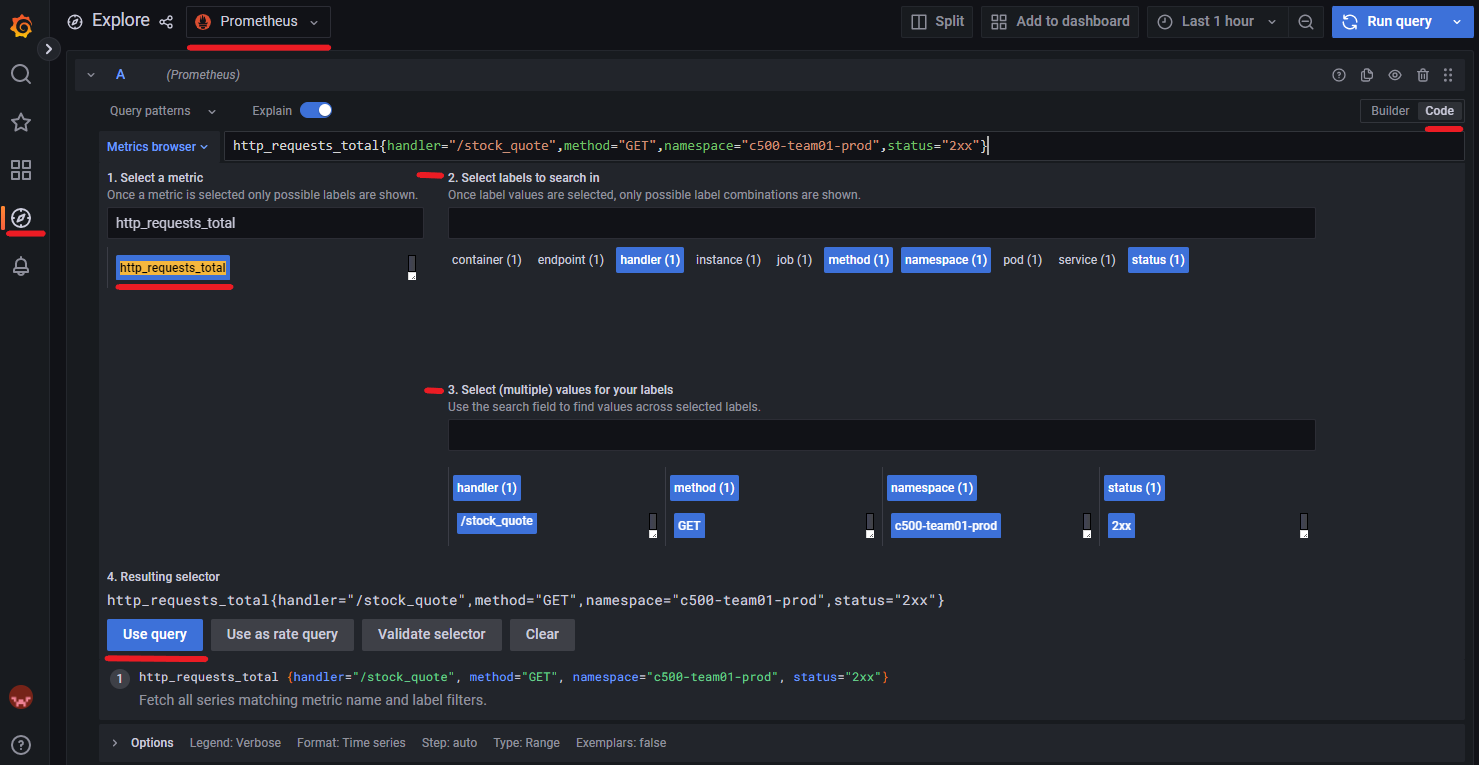 Explore
Prometheus
Split
Add to dashboard
Last 1 hour
Run query
A
(Prometheus)
Query patterns
Explain
Builder
Code
Metrics browser
http_requests_total{handler="/stock_quote",method="GET",namespace="c500-team01-prod",status="2xx"}
1. Select a metric
Once a metric is selected only possible labels are shown.
http_requests_total
http_requests_total
2. Select labels to search in
Once label values are selected, only possible label combinations are shown.
container (1)
endpoint (1)
handler (1)
instance (1)
job (1)
method (1)
namespace (1)
pod (1)
service (1)
status (1)
3. Select (multiple) values for your labels
Use the search field to find values across selected labels.
handler (1)
method (1)
namespace (1)
status (1)
/stock_quote
GET
c500-team01-prod
2xx
4. Resulting selector
http_requests_total{handler="/stock_quote",method="GET",namespace="c500-team01-prod",status="2xx"}
Use query
Use as rate query
Validate selector
Clear
1
http_requests_total {handler="/stock_quote", method="GET", namespace="c500-team01-prod", status="2xx"}
Fetch all series matching metric name and label filters.
Options
Legend: Verbose
Format: Time series
Step: auto
Type: Range
Exemplars: false